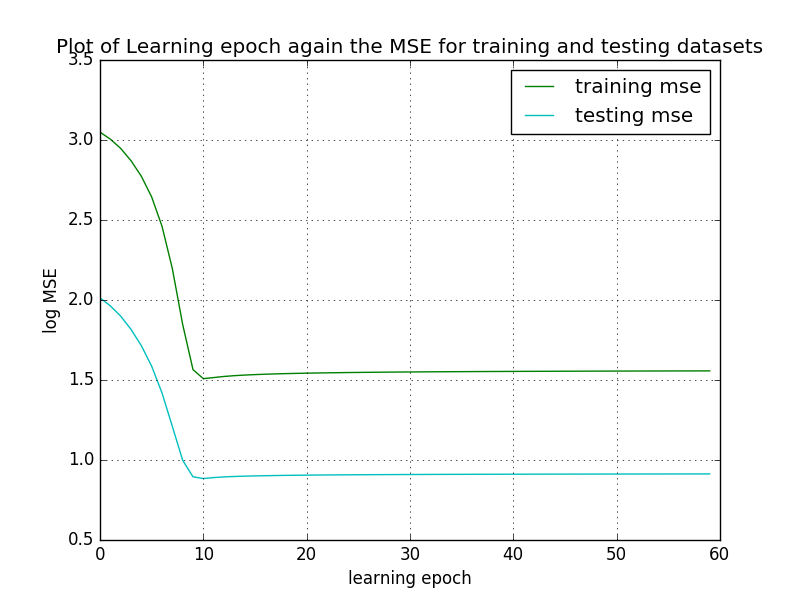 Plot of Learning epoch again the MSE for training and testing datasets
training mse
testing mse
3.5
3.0
2.5
2.0
1.5
1.0
0.5
log MSE
0 10 20 30 40 50 60
learning epoch